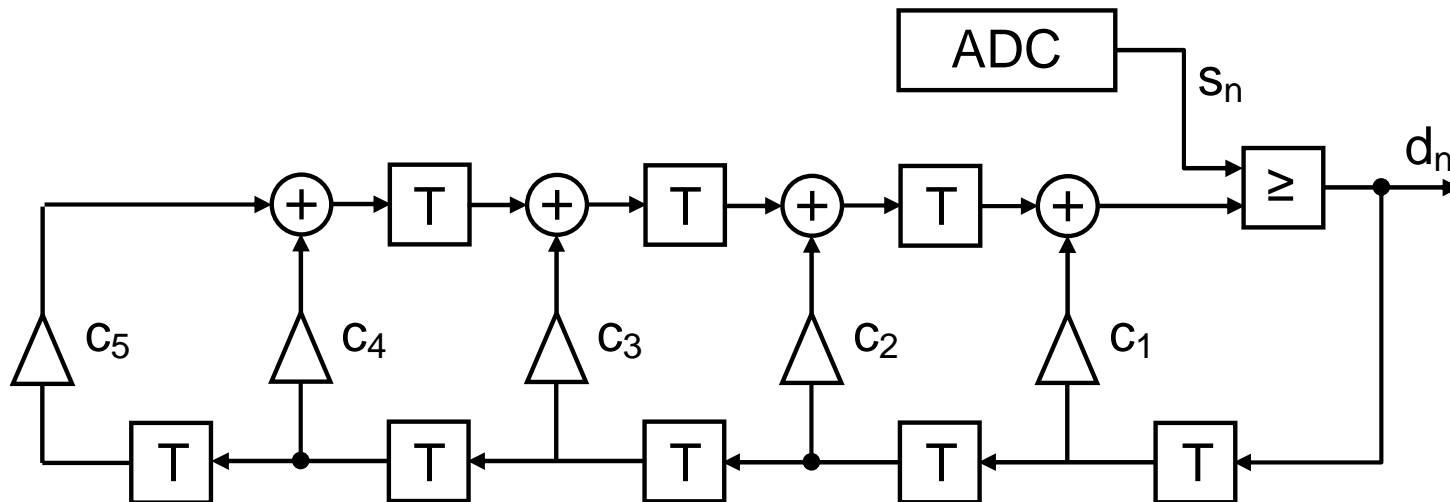 ADC
sₙ
dₙ
+ T + T + T + ≥
c₅ c₄ c₃ c₂ c₁
T T T T T